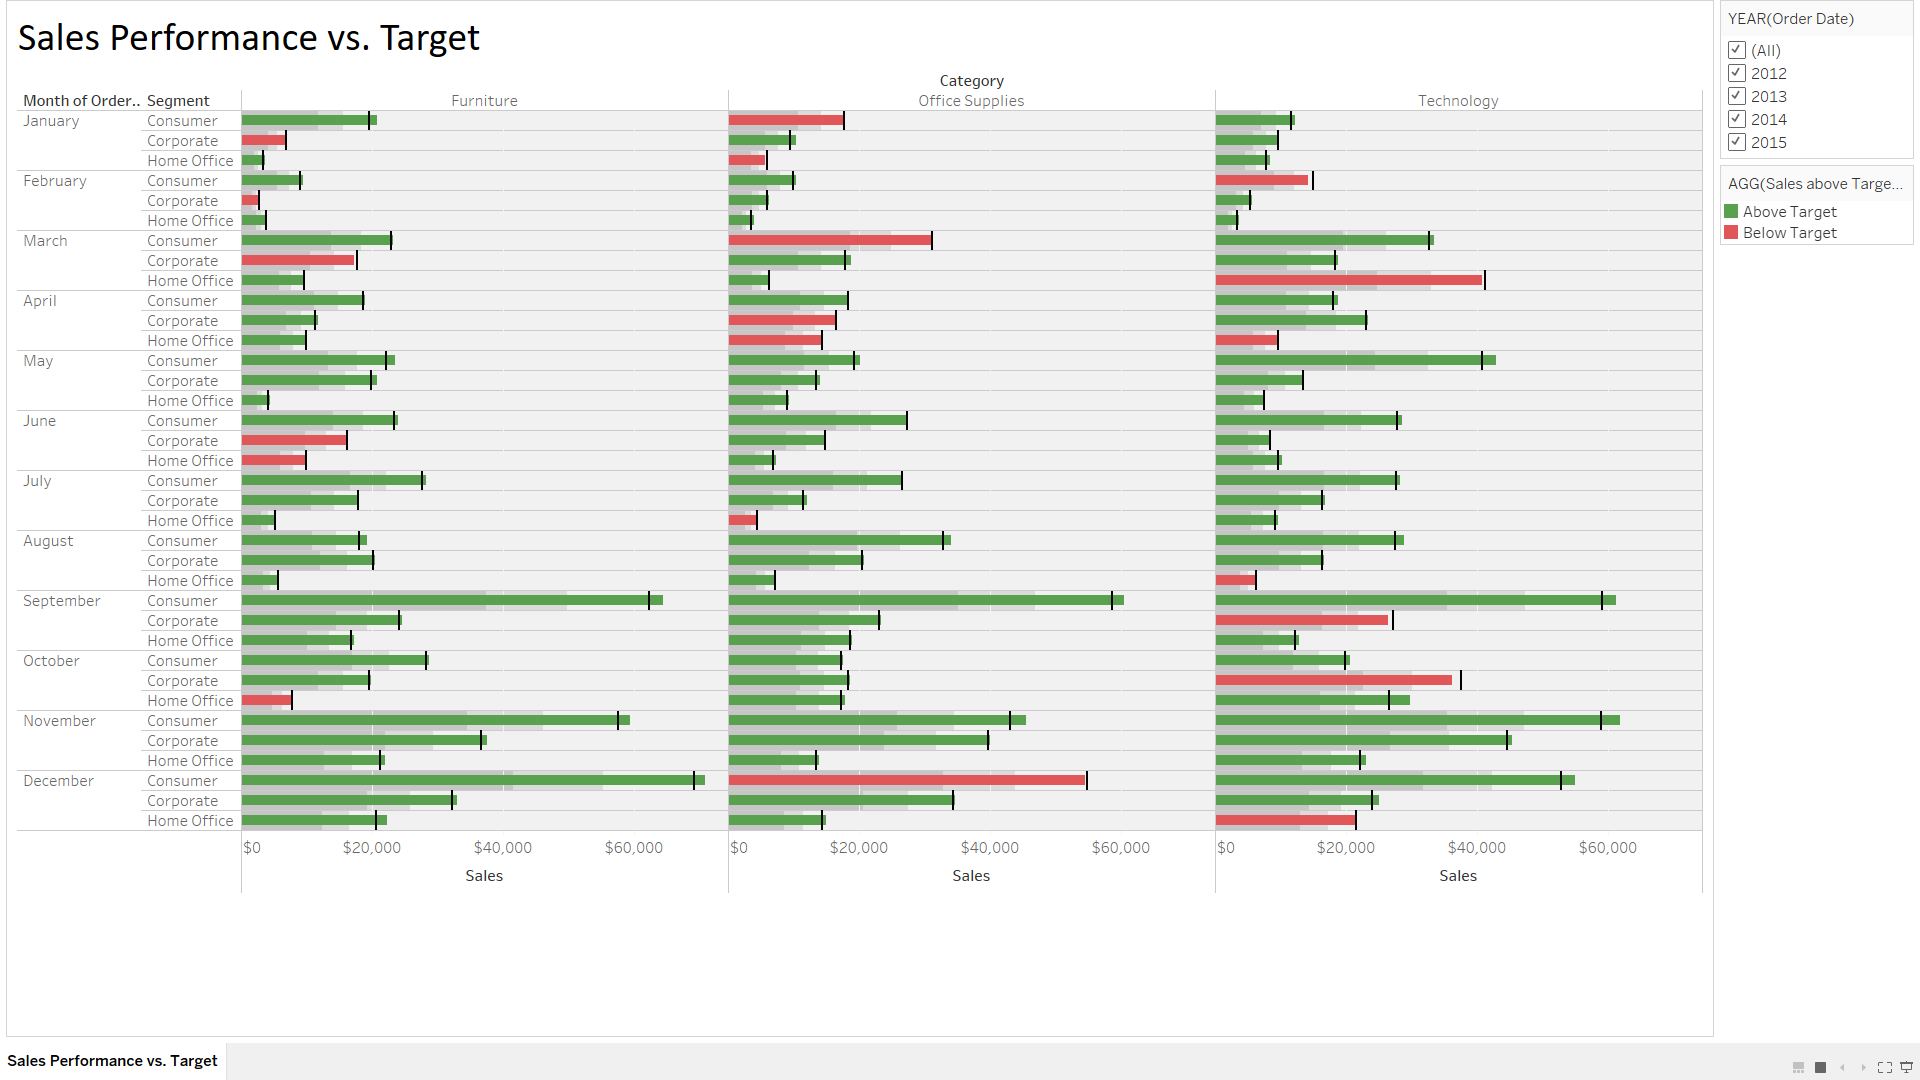 Sales Performance vs. Target
Category
Month of Order.. Segment Furniture Office Supplies Technology
January Consumer
Corporate
Home Office
February Consumer
Corporate
Home Office
March Consumer
Corporate
Home Office
April Consumer
Corporate
Home Office
May Consumer
Corporate
Home Office
June Consumer
Corporate
Home Office
July Consumer
Corporate
Home Office
August Consumer
Corporate
Home Office
September Consumer
Corporate
Home Office
October Consumer
Corporate
Home Office
November Consumer
Corporate
Home Office
December Consumer
Corporate
Home Office
$0 $20,000 $40,000 $60,000 $0 $20,000 $40,000 $60,000 $0 $20,000 $40,000 $60,000
Sales Sales Sales
YEAR(Order Date)
(All)
2012
2013
2014
2015
AGG(Sales above Targe...
Above Target
Below Target
Sales Performance vs. Target